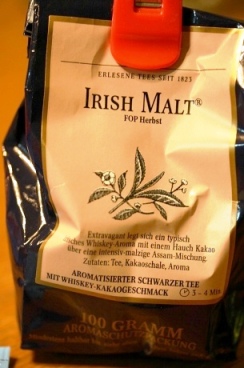 ERLESENE TEES SEIT 1823
IRISH MALT®
FOP Herbst
Extravagant legt sich ein typisch
Whiskey-Aroma mit einem Hauch Kakao
über eine intensiv-malzige Assam-Mischung.
Zutaten: Tee, Kakaoschale, Aroma
AROMATISIERTER SCHWARZER TEE
MIT WHISKEY-KAKAOGESCHMACK 3 - 4 Min
100 GRAMM
AROMASCHUTZPACKUNG